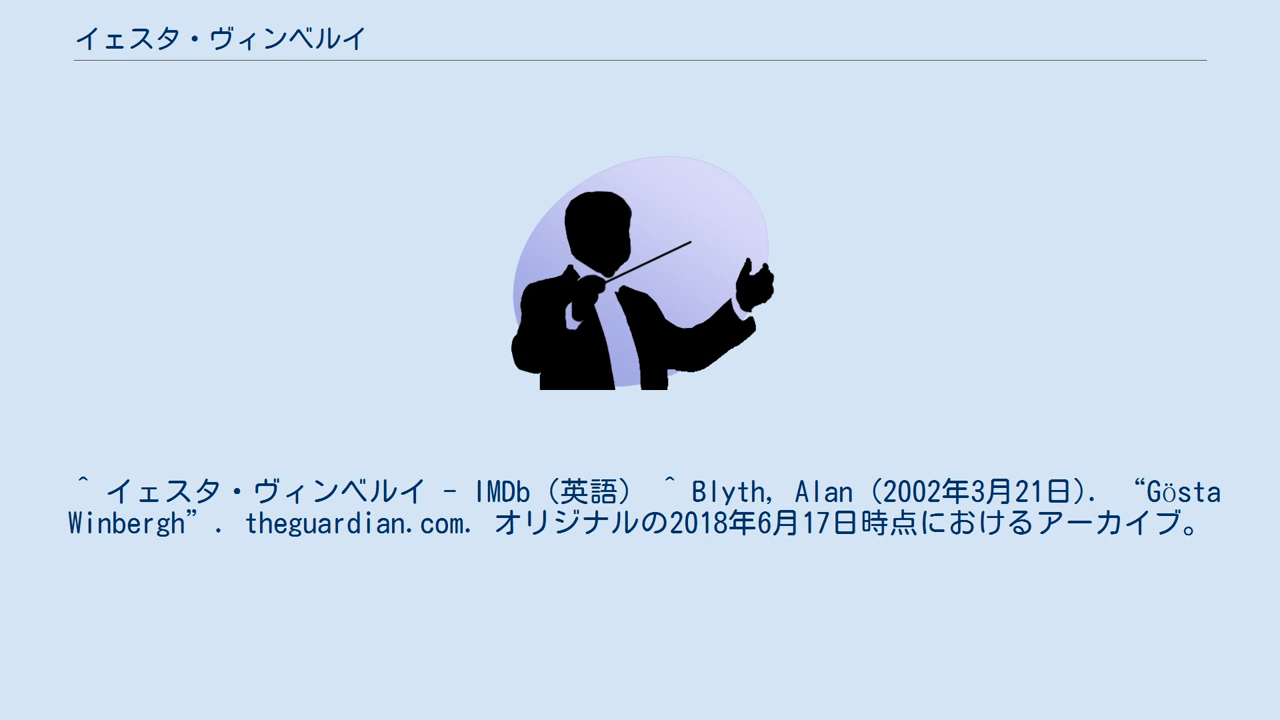 イェスタ・ヴィンベルイ
^ イェスタ・ヴィンベルイ - IMDb（英語） ^ Blyth, Alan (2002年3月21日). “Gösta
Winbergh”. theguardian.com. オリジナルの2018年6月17日時点におけるアーカイブ。